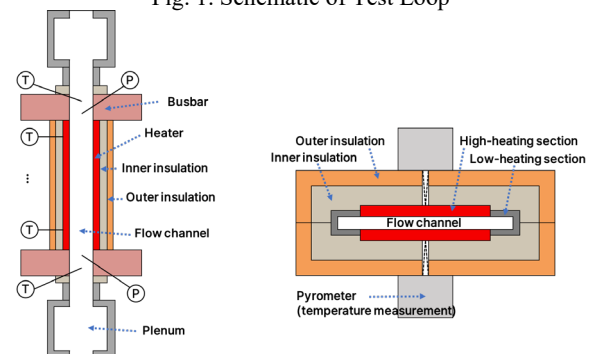 Fig. 1. Schematic of Test Loop
T
P
Busbar
T
Heater
Inner insulation
Outer insulation
...
Flow channel
T
T
P
Plenum
Outer insulation
Inner insulation
High-heating section
Low-heating section
Flow channel
Pyrometer
(temperature measurement)